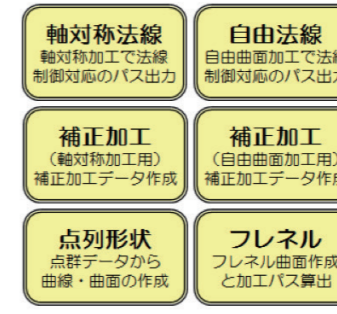 軸対称法線
軸対称加工で法線
制御対応のパス出力
自由法線
自由曲面加工で法
制御対応のパス出
補正加工
（軸対称加工用）
補正加工データ作成
補正加工
（自由曲面加工用）
補正加工データ作
点列形状
点群データから
曲線・曲面の作成
フレネル
フレネル曲面作成
と加工パス算出